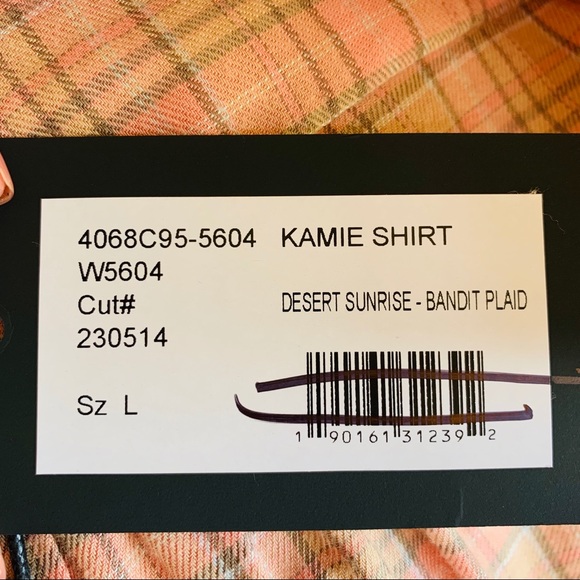 4068C95-5604 KAMIE SHIRT
W5604
Cut# DESERT SUNRISE - BANDIT PLAID
230514
Sz L
1 90161 31239 2